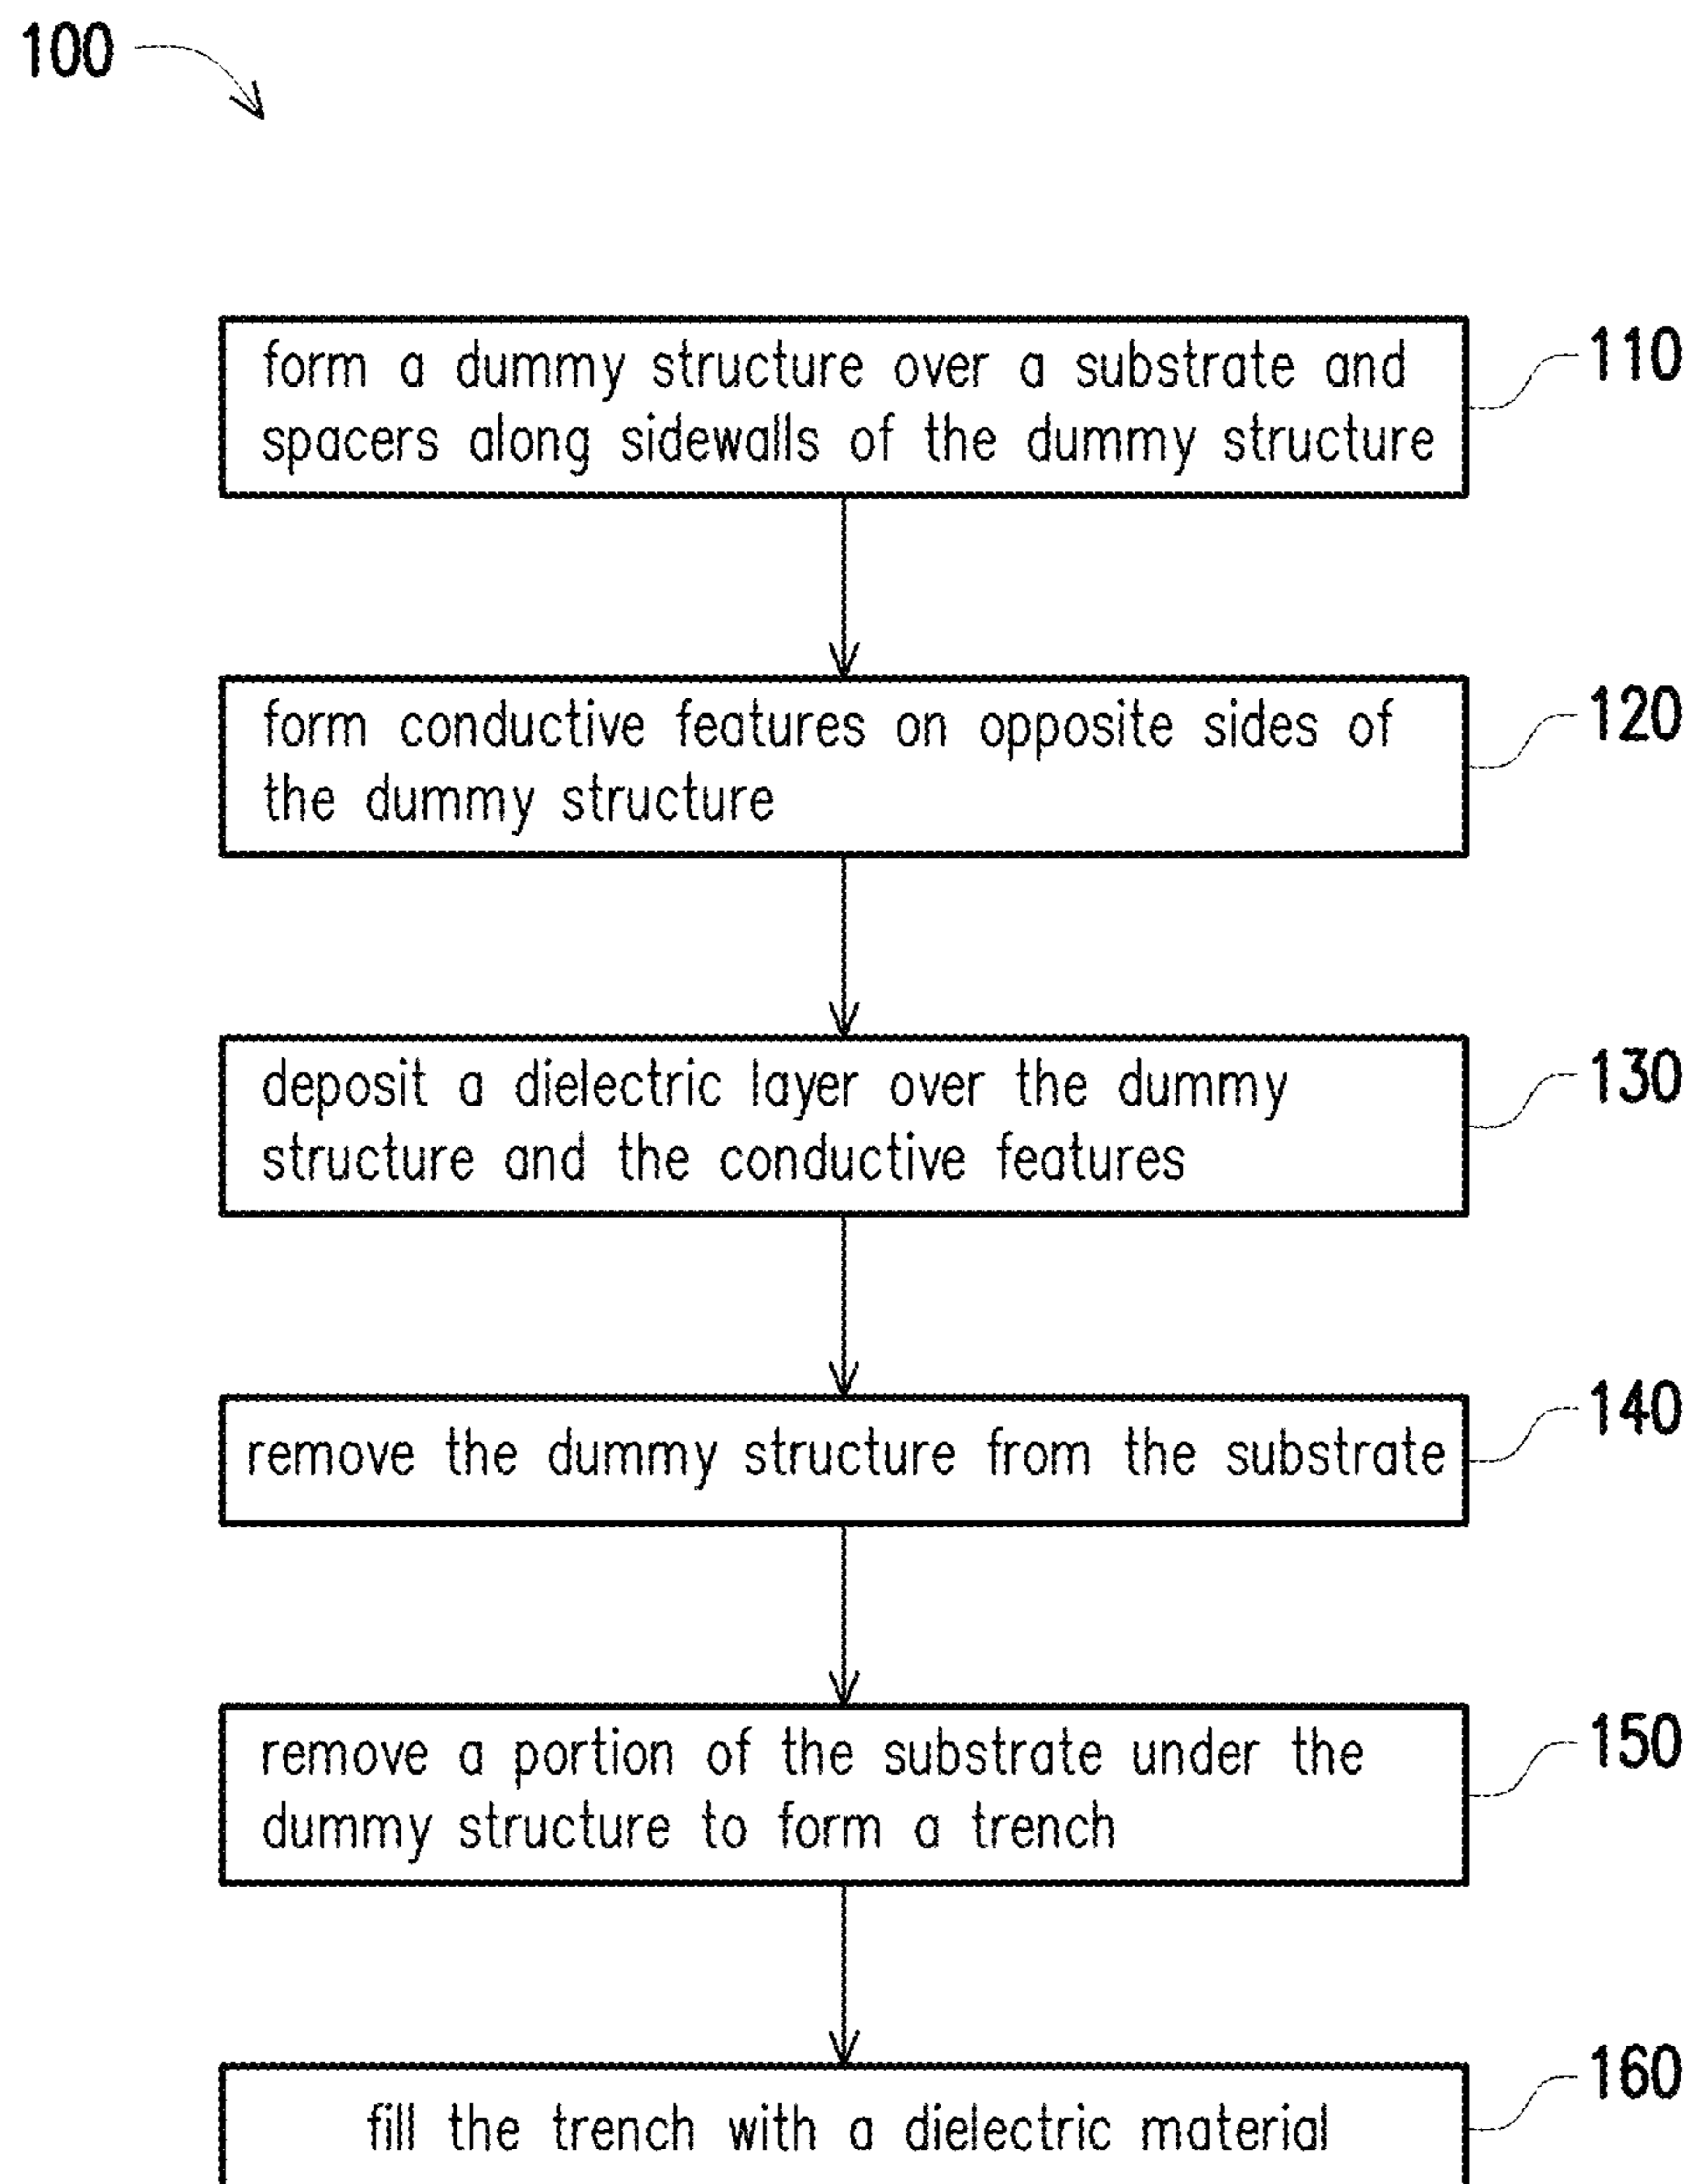 100
form a dummy structure over a substrate and
spacers along sidewalls of the dummy structure
110
form conductive features on opposite sides of
the dummy structure
120
deposit a dielectric layer over the dummy
structure and the conductive features
130
remove the dummy structure from the substrate
140
remove a portion of the substrate under the
dummy structure to form a trench
150
fill the trench with a dielectric material
160